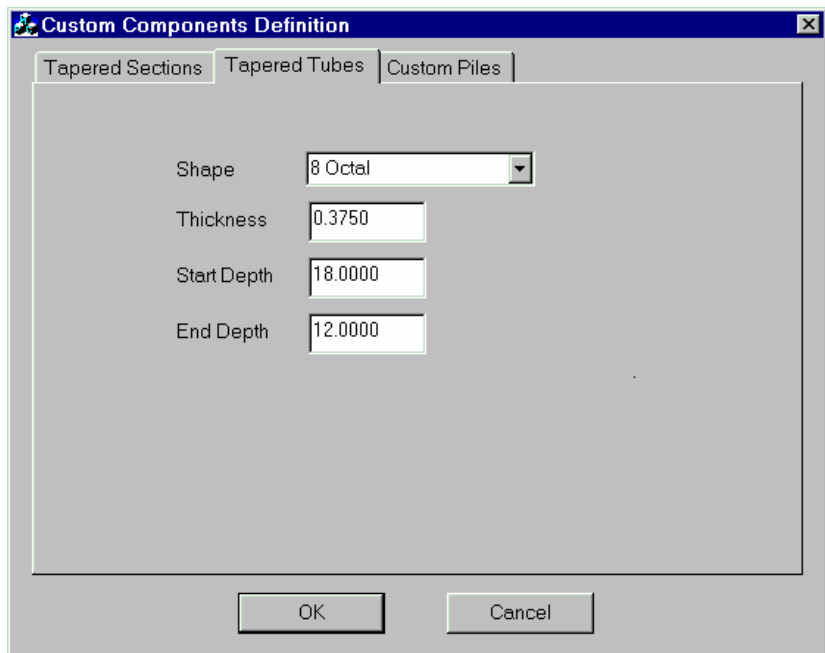 Custom Components Definition
Tapered Sections Tapered Tubes Custom Piles
Shape 8 Octal
Thickness 0.3750
Start Depth 18.0000
End Depth 12.0000
OK Cancel